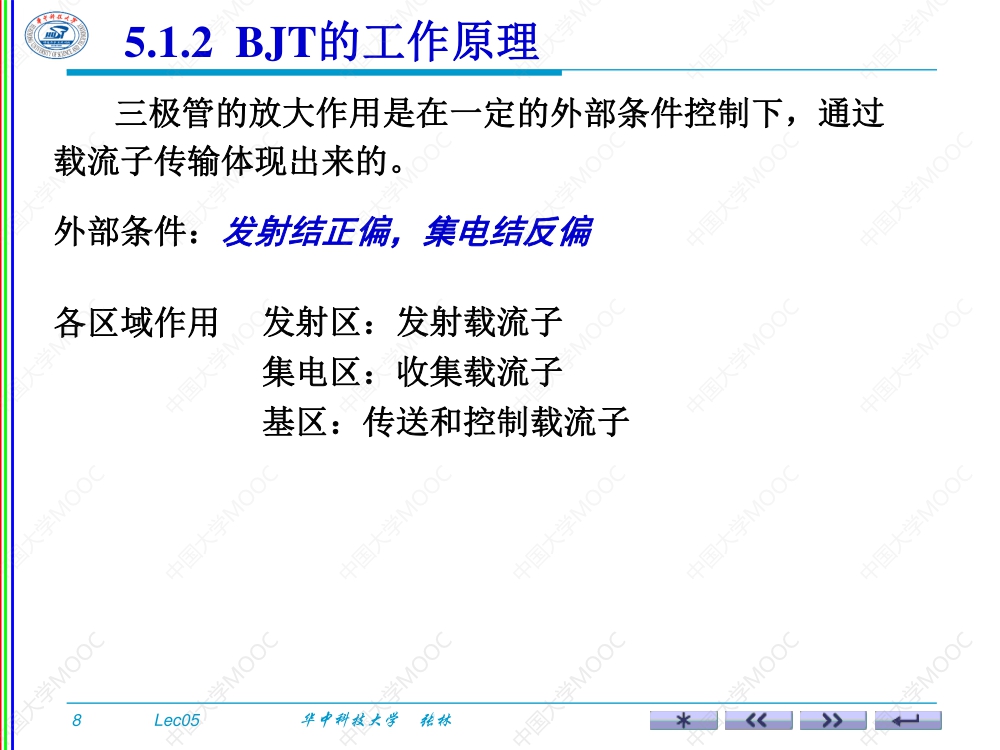 5.1.2 BJT的工作原理
三极管的放大作用是在一定的外部条件控制下，通过
载流子传输体现出来的。
外部条件：发射结正偏，集电结反偏
各区域作用 发射区：发射载流子
集电区：收集载流子
基区：传送和控制载流子
8 Lec05 华中科技大学 张林
中国大学MOOC